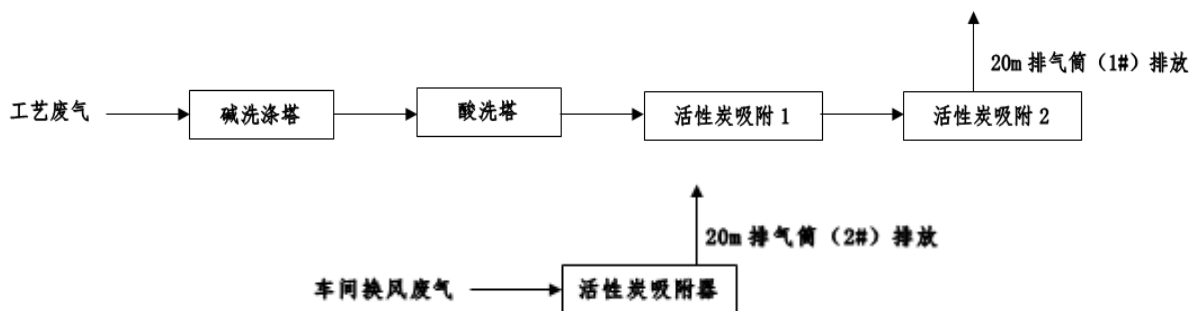 20m 排气筒（1#）排放
工艺废气
碱洗涤塔
酸洗塔
活性炭吸附 1
活性炭吸附 2
20m 排气筒（2#）排放
车间换风废气
活性炭吸附器